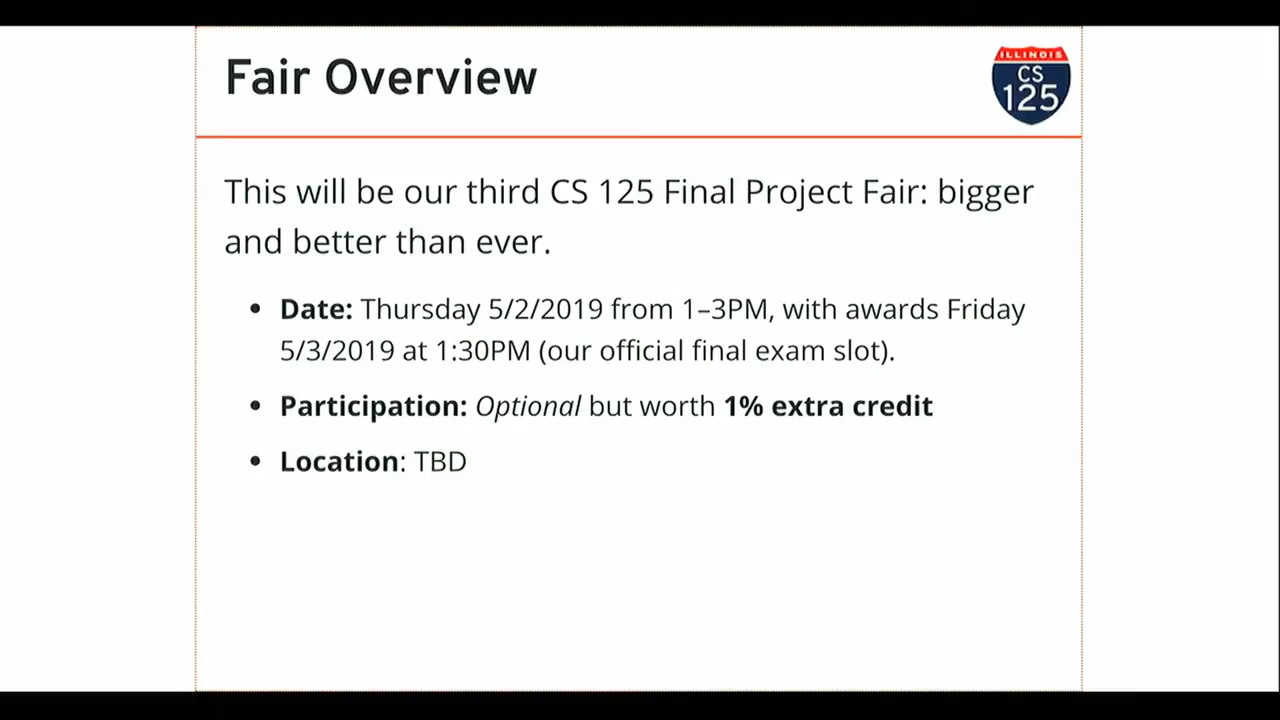 Fair Overview
ILLINOIS
CS
125
This will be our third CS 125 Final Project Fair: bigger
and better than ever.
• Date: Thursday 5/2/2019 from 1–3PM, with awards Friday
5/3/2019 at 1:30PM (our official final exam slot).
• Participation: Optional but worth 1% extra credit
• Location: TBD